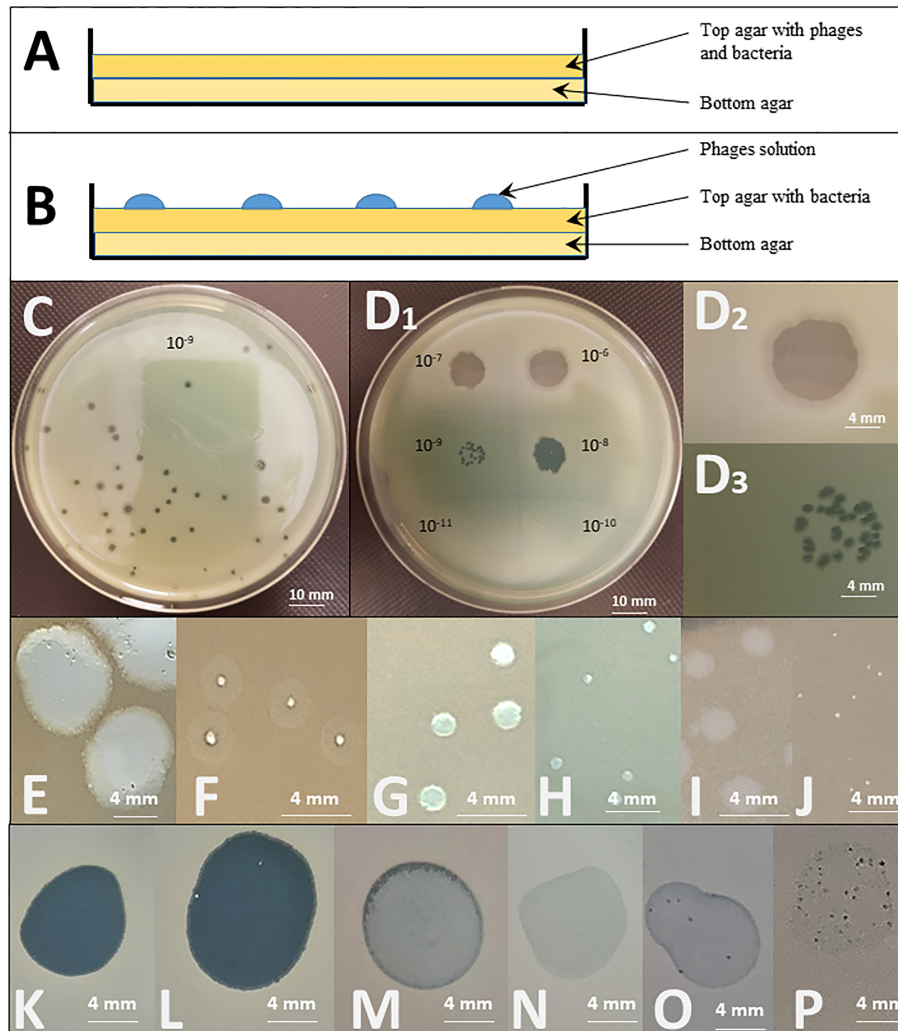 A
Top agar with phages
and bacteria
Bottom agar
B
Phages solution
Top agar with bacteria
Bottom agar
C
10-9
10 mm
D1
10-7
10-6
10-9
10-8
10-11
10-10
10 mm
D2
4 mm
D3
4 mm
E
4 mm
F
4 mm
G
4 mm
H
4 mm
I
4 mm
J
4 mm
K
4 mm
L
4 mm
M
4 mm
N
4 mm
O
4 mm
P
4 mm